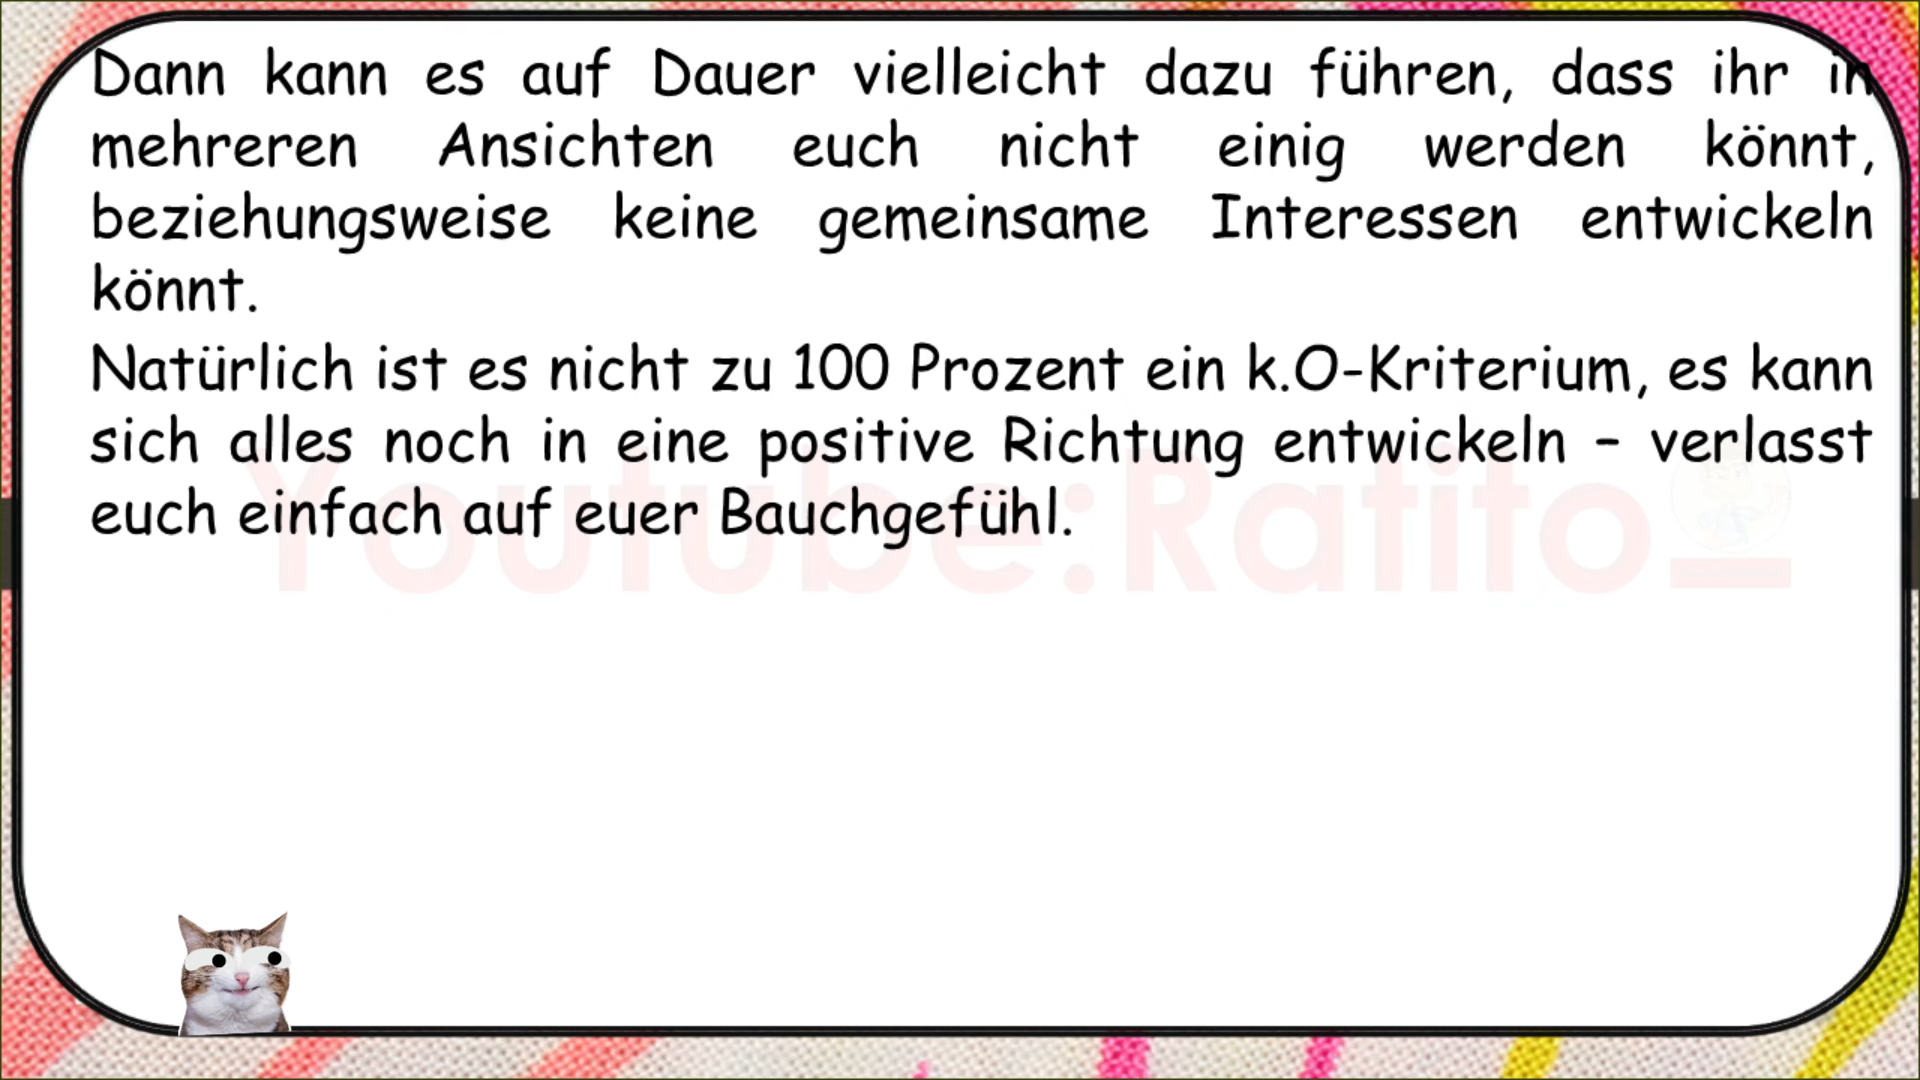 Dann kann es auf Dauer vielleicht dazu führen, dass ihr in
mehreren Ansichten euch nicht einig werden könnt,
beziehungsweise keine gemeinsame Interessen entwickeln
könnt.
Natürlich ist es nicht zu 100 Prozent ein k.O-Kriterium, es kann
sich alles noch in eine positive Richtung entwickeln – verlasst
euch einfach auf euer Bauchgefühl.
Youtube:Ratito